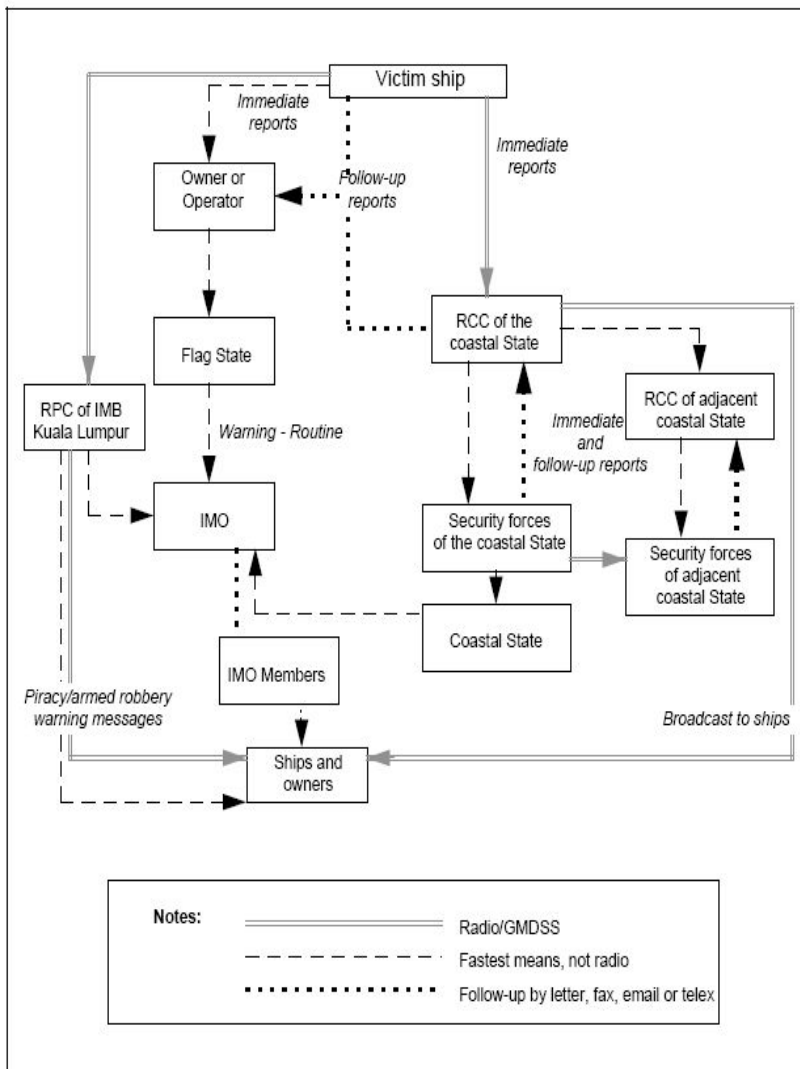 Victim ship
Immediate
reports
Immediate
reports
Owner or
Operator
Follow-up
reports
RCC of the
coastal State
Flag State
RPC of IMB
Kuala Lumpur
RCC of adjacent
coastal State
Warning - Routine
Immediate
and
follow-up reports
IMO
Security forces
of the coastal State
Security forces
of adjacent
coastal State
Coastal State
IMO Members
Piracy/armed robbery
warning messages
Broadcast to ships
Ships and
owners
Notes:
Radio/GMDSS
Fastest means, not radio
Follow-up by letter, fax, email or telex